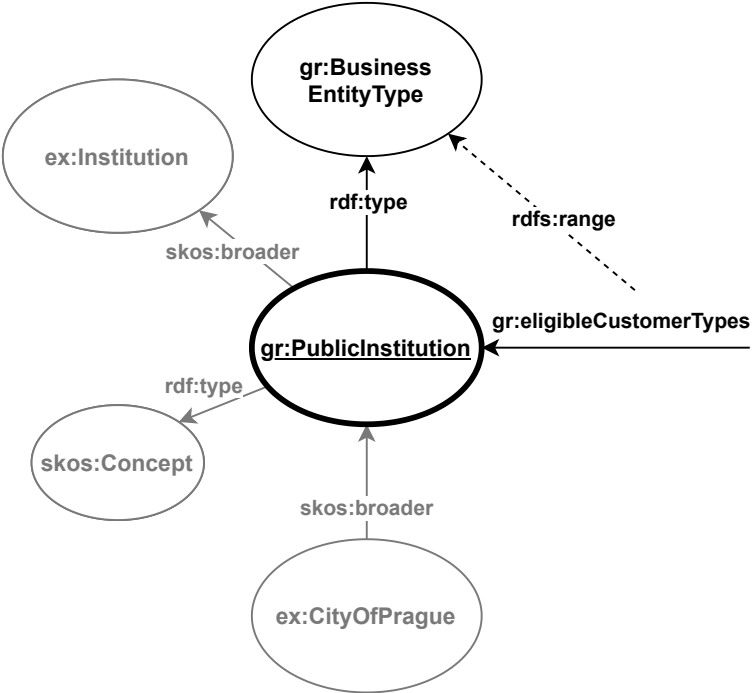 gr:Business
EntityType
ex:Institution
rdf:type
rdfs:range
skos:broader
gr:eligibleCustomerTypes
gr:PublicInstitution
rdf:type
skos:Concept
skos:broader
ex:CityOfPrague